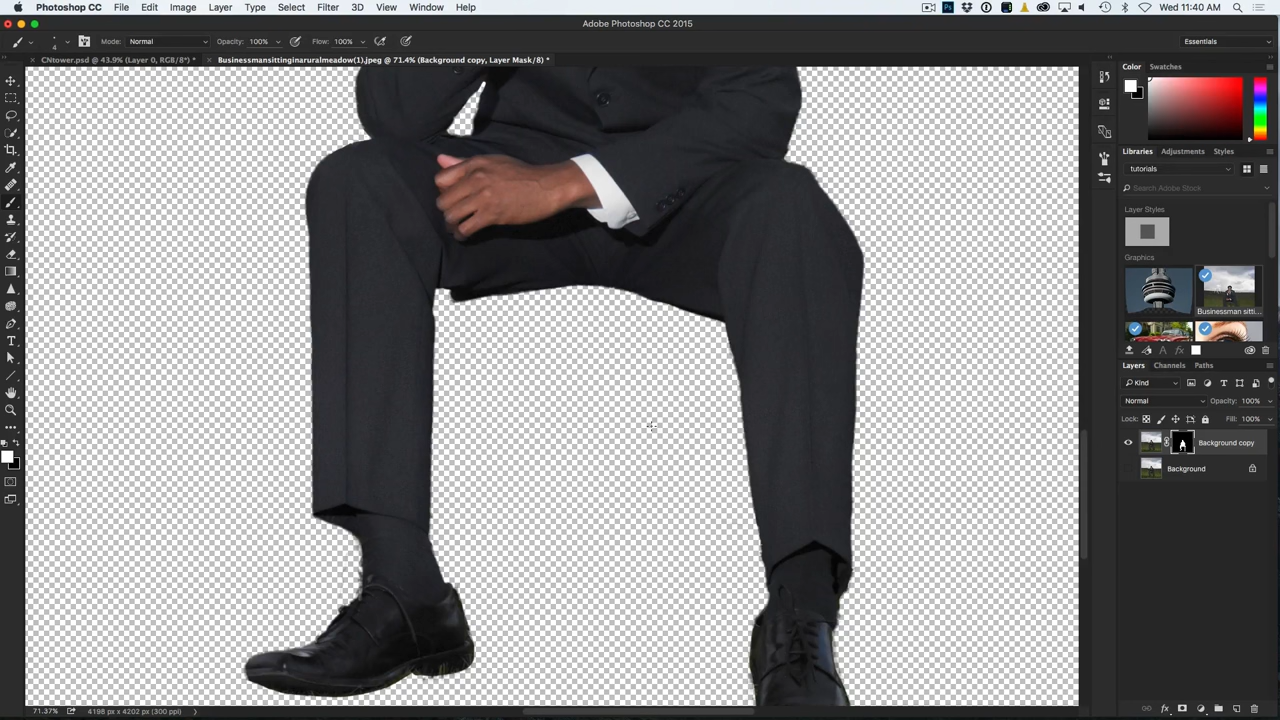 Photoshop CC File Edit Image Layer Type Select Filter 3D View Window Help Wed 11:40 AM
Adobe Photoshop CC 2015
4 Mode: Normal Opacity: 100% Flow: 100% Essentials
CNtower.psd @ 43.9% (Layer 0, RGB/8*) * Businessmansittinginaruralmeadow(1).jpeg @ 71.4% (Background copy, Layer Mask/8) *
Color Swatches
Libraries Adjustments Styles
tutorials
Search Adobe Stock
Layer Styles
Graphics
Businessman sitti...
Layers Channels Paths
Kind
Normal Opacity: 100%
Lock: Fill: 100%
Background copy
Background
71.37% 4198 px x 4202 px (300 ppi)